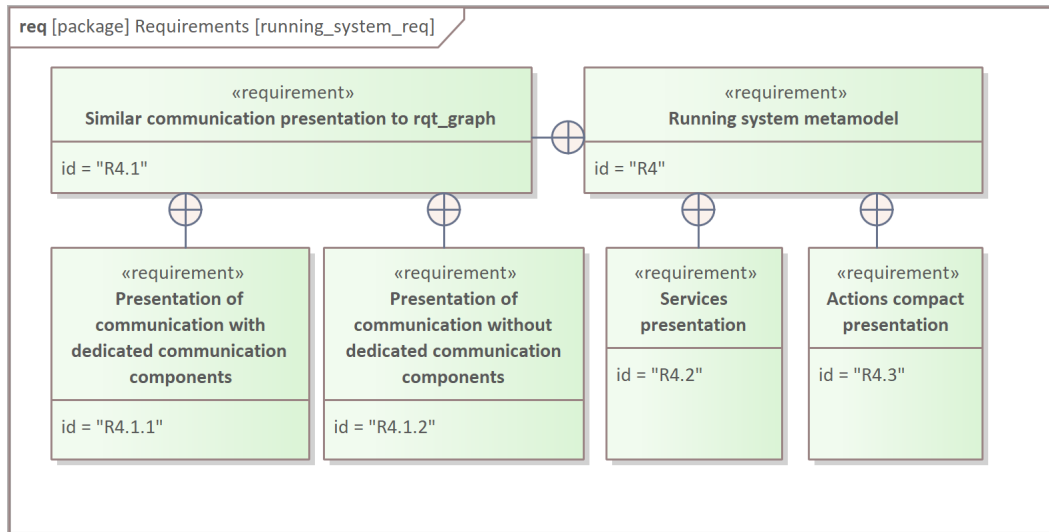 req [package] Requirements [running_system_req]
«requirement»
Similar communication presentation to rqt_graph
id = "R4.1"
«requirement»
Running system metamodel
id = "R4"
«requirement»
Presentation of
communication with
dedicated communication
components
id = "R4.1.1"
«requirement»
Presentation of
communication without
dedicated communication
components
id = "R4.1.2"
«requirement»
Services
presentation
id = "R4.2"
«requirement»
Actions compact
presentation
id = "R4.3"